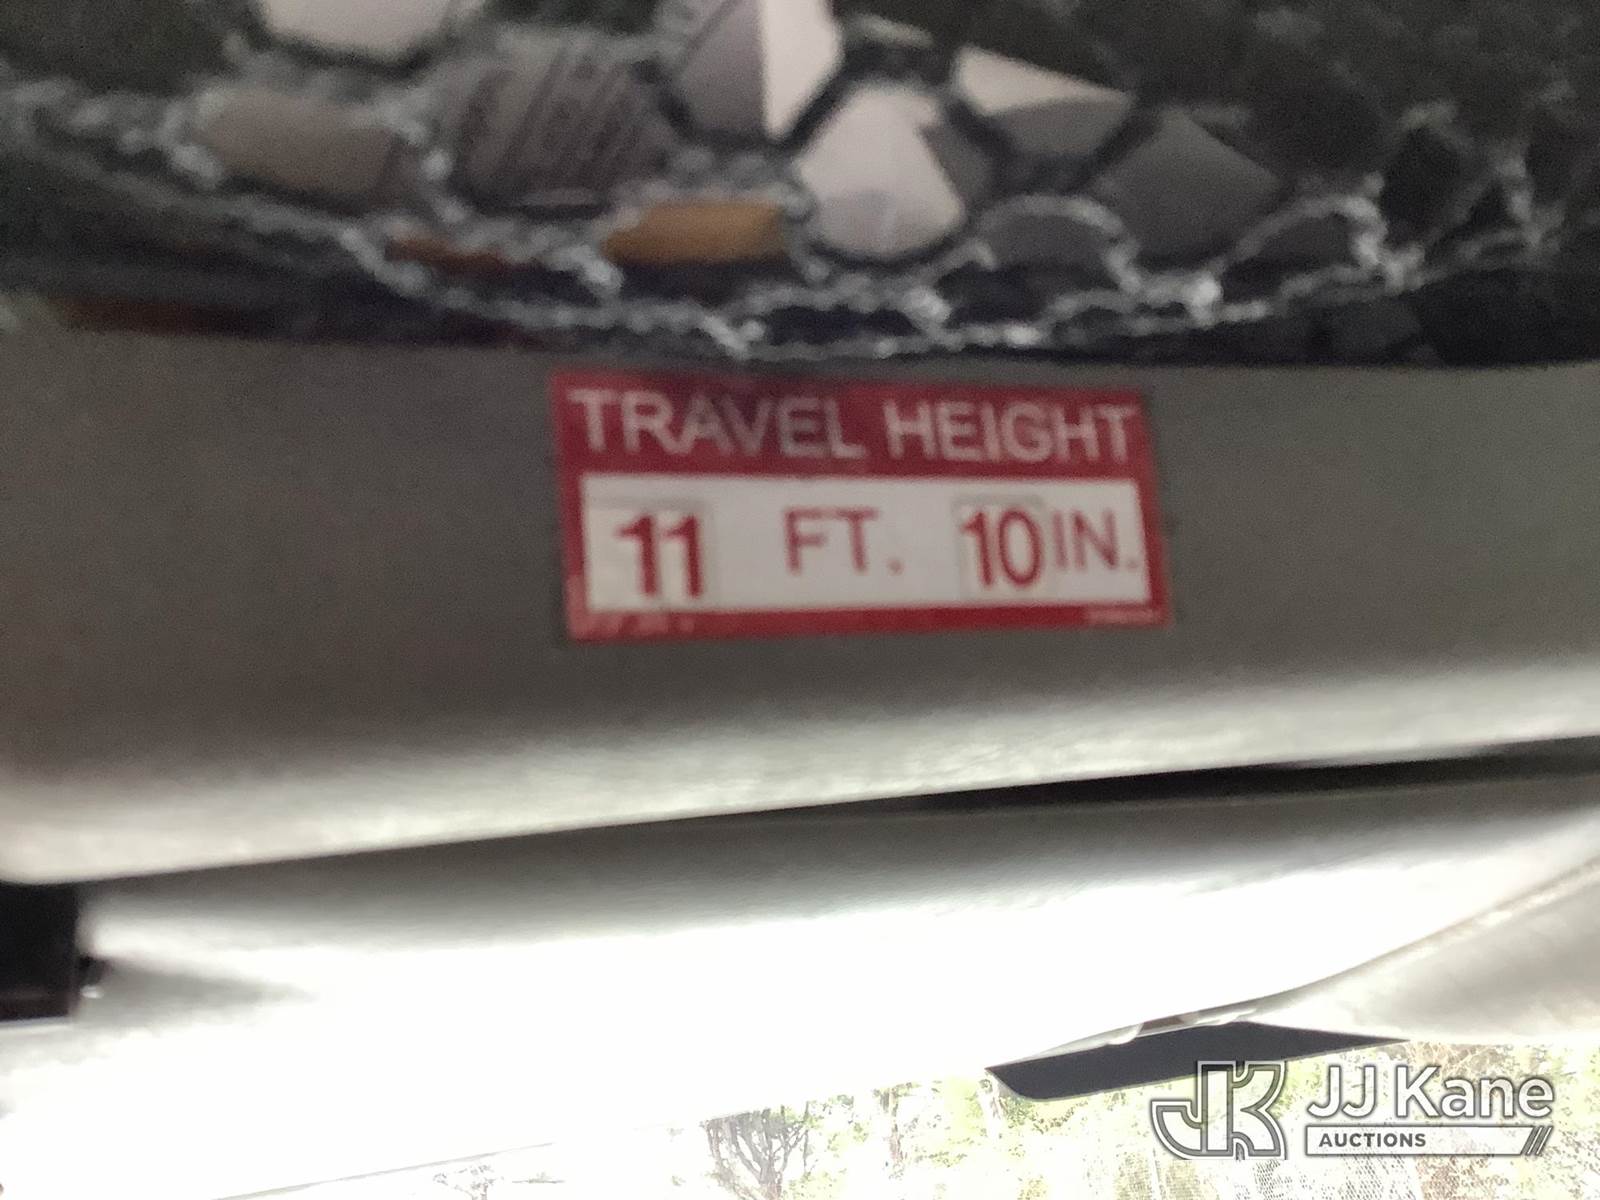 TRAVEL HEIGHT
11 FT. 10 IN.
JJ Kane
AUCTIONS